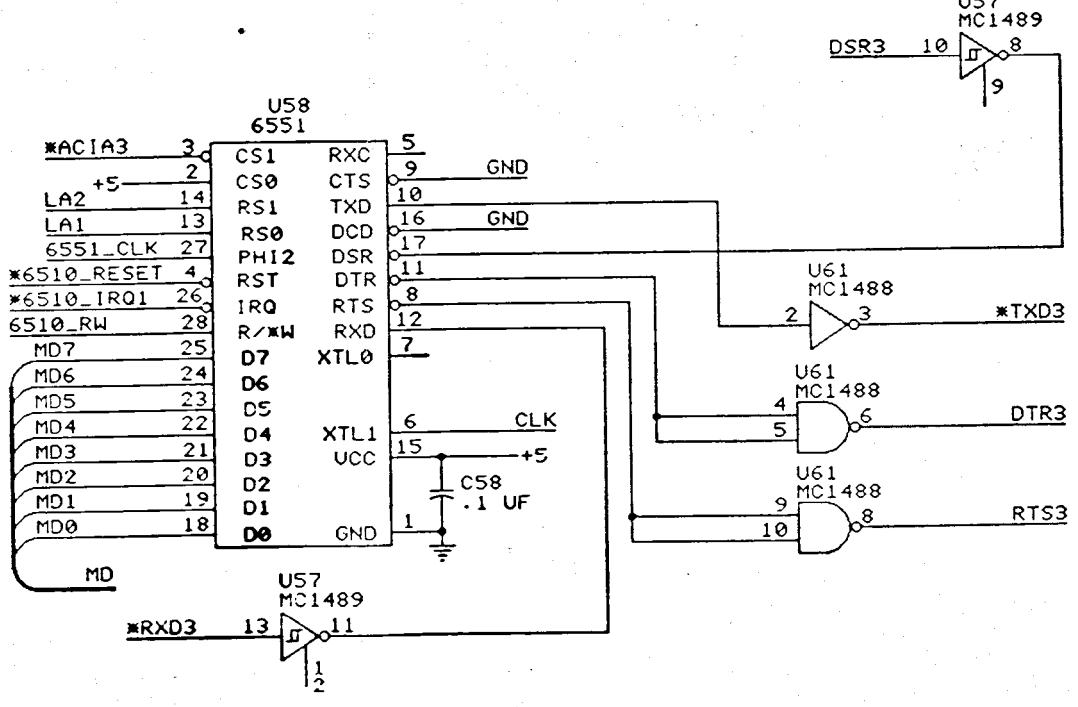 U57
MC1489
DSR3 10 8
9
U58
6551
*ACIA3 3 CS1 RXC 5
+5 2 CS0 CTS 9 GND
LA2 14 RS1 TXD 10
LA1 13 RS0 DCD 16 GND
6551_CLK 27 PHI2 DSR 17
*6510_RESET 4 RST DTR 11
*6510_IRQ1 26 IRQ RTS 8
6510_RW 28 R/*W RXD 12
MD7 25 D7 XTL0 7
MD6 24 D6
MD5 23 D5
MD4 22 D4 XTL1 6 CLK
MD3 21 D3 VCC 15 +5
MD2 20 D2
MD1 19 D1
MD0 18 D0 GND 1
MD
C58
.1 UF
U61
MC1488
2 3 *TXD3
U61
MC1488
4 6 DTR3
5
U61
MC1488
9 8 RTS3
10
U57
MC1489
*RXD3 13 11
12